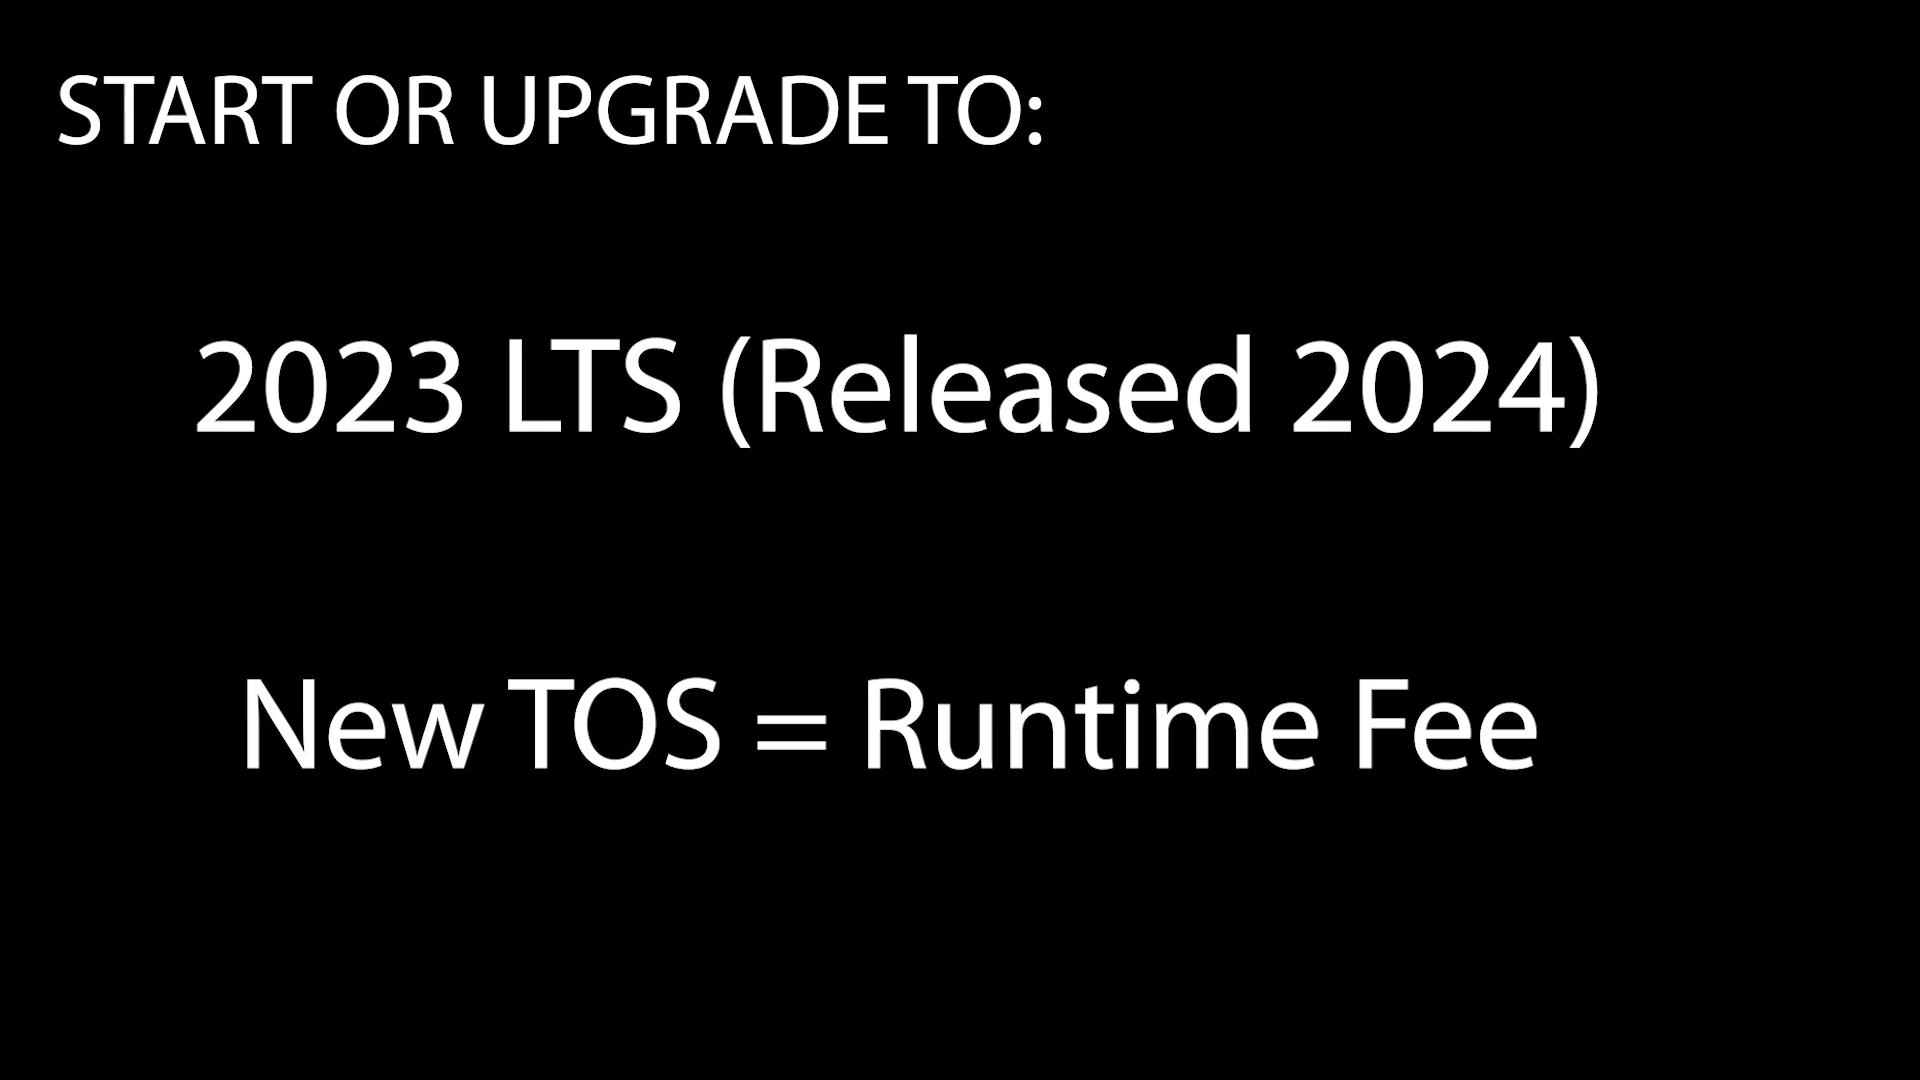 START OR UPGRADE TO:
2023 LTS (Released 2024)
New TOS = Runtime Fee